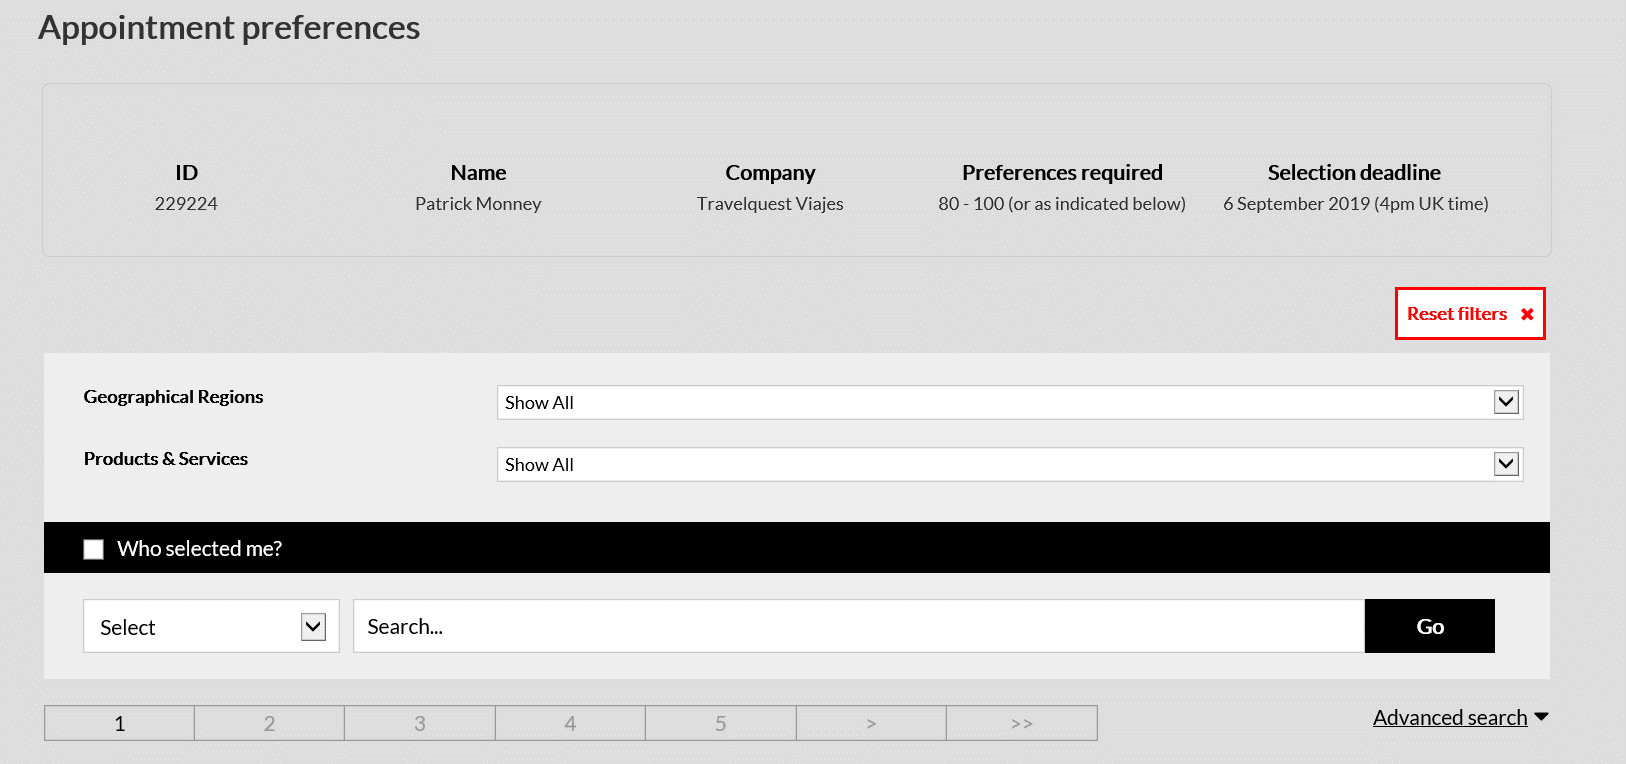 Appointment preferences
ID Name Company Preferences required Selection deadline
229224 Patrick Monney Travelquest Viajes 80 - 100 (or as indicated below) 6 September 2019 (4pm UK time)
Reset filters ✖
Geographical Regions Show All
Products & Services Show All
Who selected me?
Select Search... Go
1 2 3 4 5 > >> Advanced search